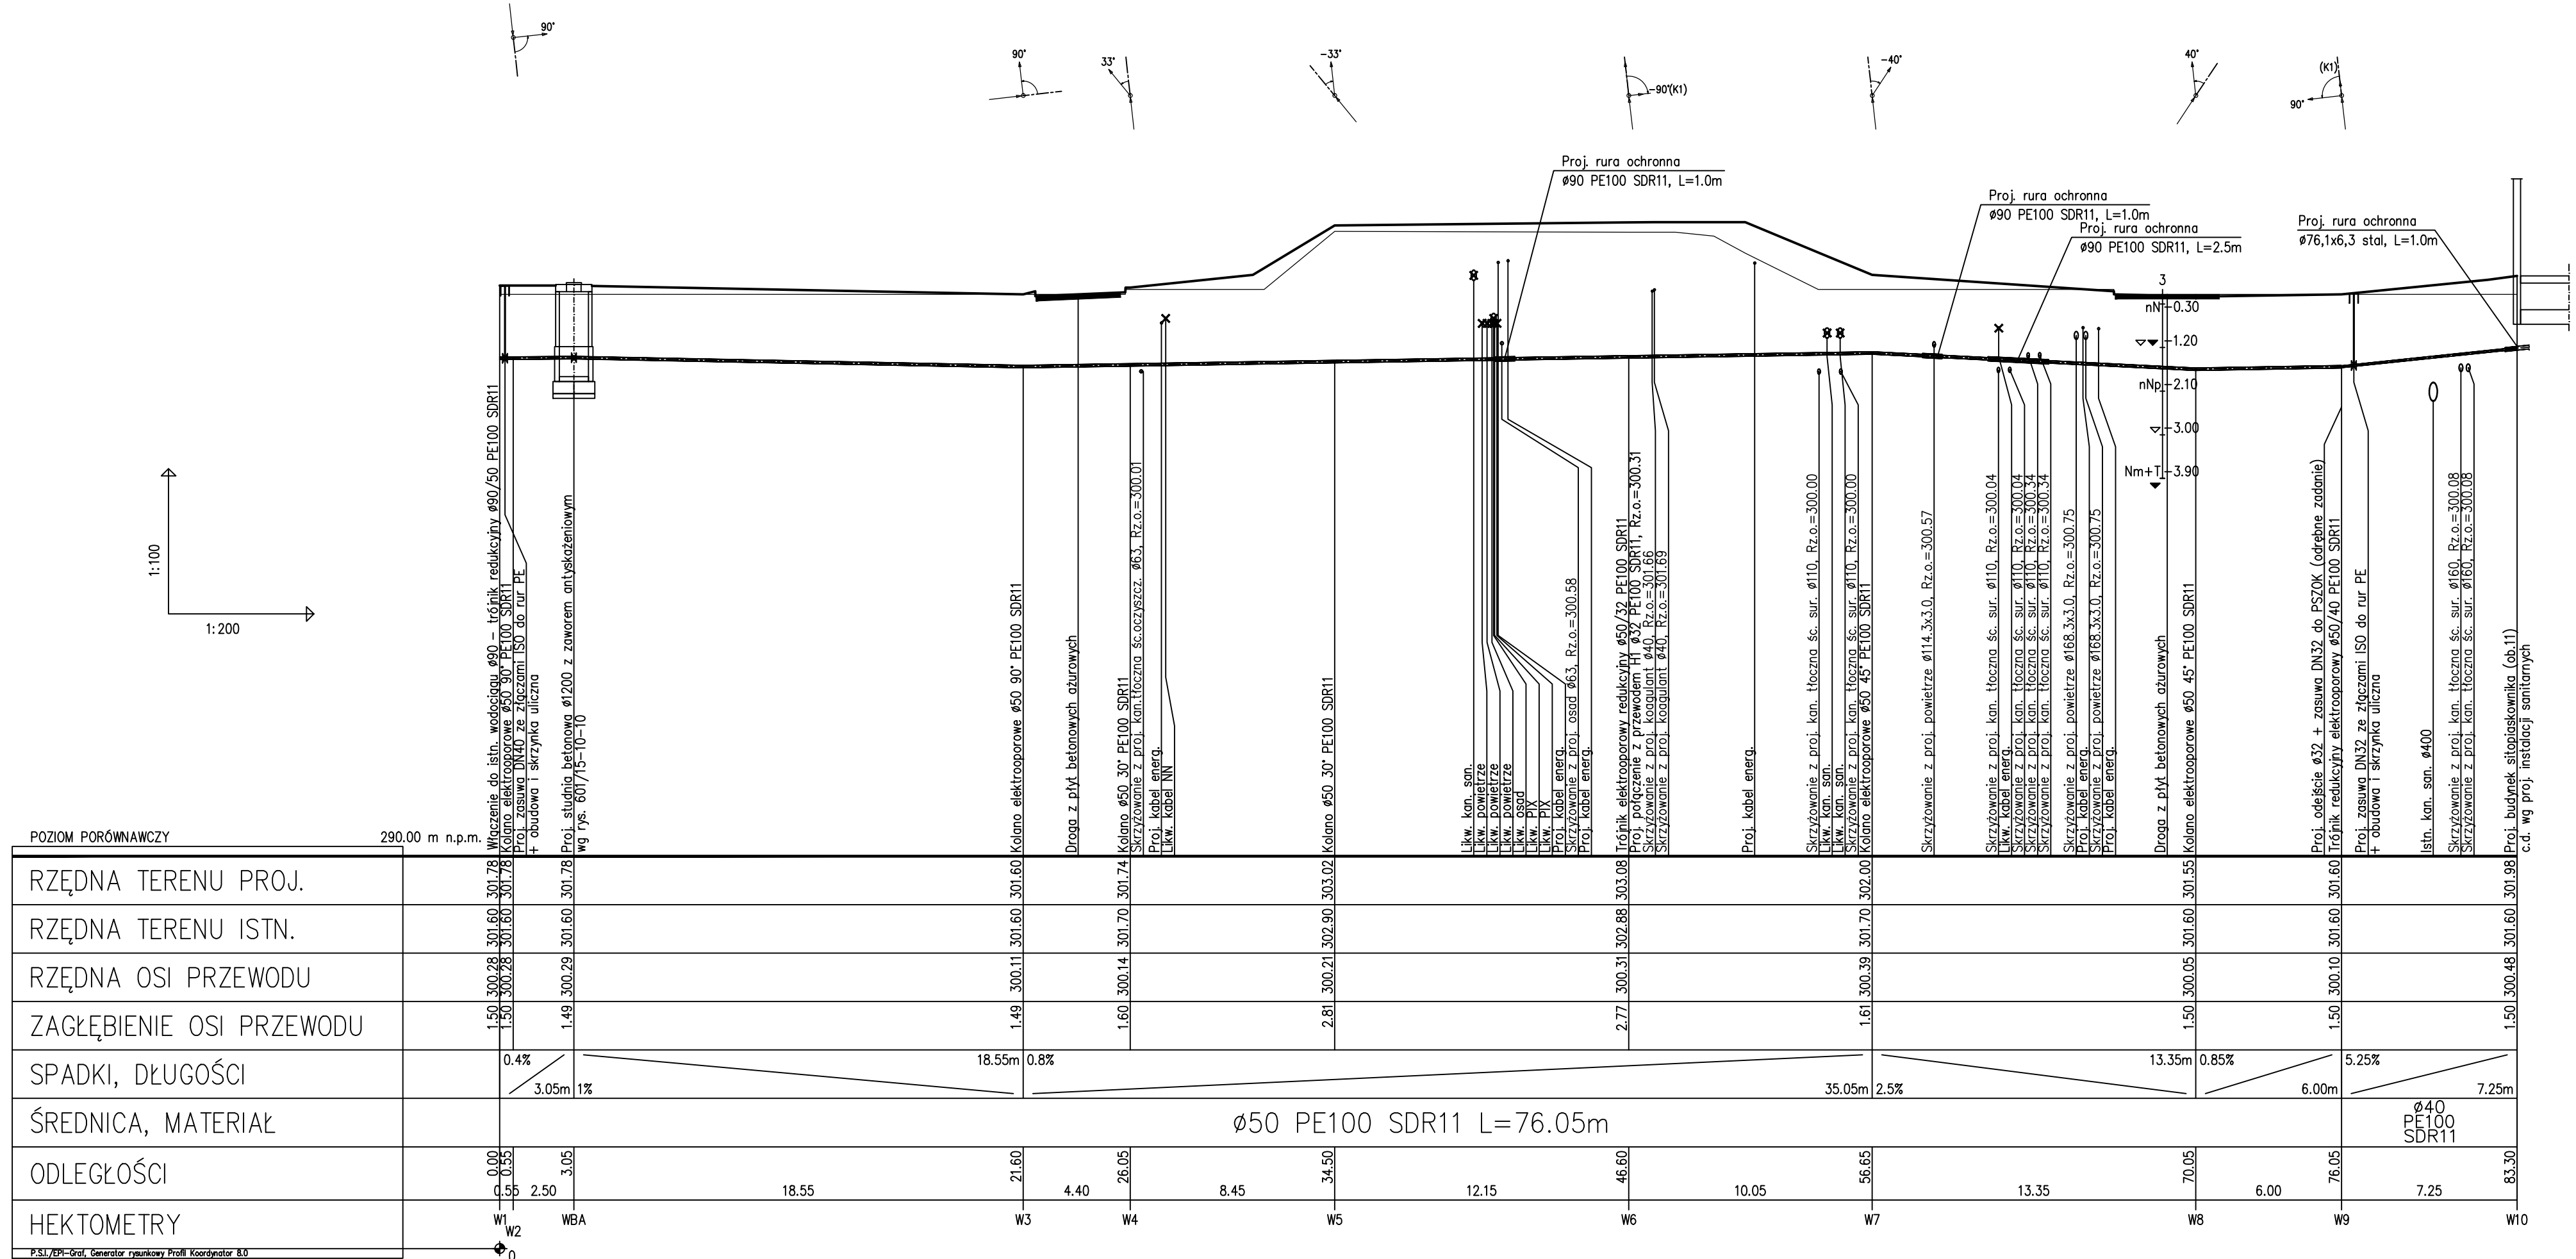 90°
90°
33°
-33°
-90°(K1)
-40°
40°
(K1)
90°
Proj. rura ochronna
ø90 PE100 SDR11, L=1.0m
Proj. rura ochronna
ø90 PE100 SDR11, L=1.0m
Proj. rura ochronna
ø90 PE100 SDR11, L=2.5m
Proj. rura ochronna
ø76,1x6,3 stal, L=1.0m
3
nN -0.30
-1.20
nNp -2.10
-3.00
Nm+T -3.90
1:100
1:200
Włączenie do istn. wodociągu ø90 - trójnik redukcyjny ø90/50 PE100 SDR11
Kolano elektrooporowe ø50 90° PE100 SDR11
Proj. zasuwa DN40 ze złączami ISO do rur PE
+ obudowa i skrzynka uliczna
Proj. studnia betonowa ø1200 z zaworem antyskażeniowym
wg rys. 601/15-10-10
Kolano elektrooporowe ø50 90° PE100 SDR11
Droga z płyt betonowych ażurowych
Kolano ø50 30° PE100 SDR11
Skrzyżowanie z proj. kan.tłoczna śc.oczyszcz. ø63, Rz.o.=300.01
Proj. kabel energ.
Likw. kabel NN
Kolano ø50 30° PE100 SDR11
Likw. kan. san.
Likw. powietrze
Likw. powietrze
Likw. powietrze
Likw. osad
Likw. PIX
Likw. PIX
Proj. kabel energ.
Skrzyżowanie z proj. osad ø63, Rz.o.=300.58
Proj. kabel energ.
Trójnik elektrooporowy redukcyjny ø50/32 PE100 SDR11
Proj. połączenie z przewodem H1 ø32 PE100 SDR11, Rz.o.=300.31
Skrzyżowanie z proj. koagulant ø40, Rz.o.=301.66
Skrzyżowanie z proj. koagulant ø40, Rz.o.=301.69
Proj. kabel energ.
Skrzyżowanie z proj. kan. tłoczna śc. sur. ø110, Rz.o.=300.00
Likw. kan. san.
Likw. kan. san.
Skrzyżowanie z proj. kan. tłoczna śc. sur. ø110, Rz.o.=300.00
Kolano elektrooporowe ø50 45° PE100 SDR11
Skrzyżowanie z proj. powietrze ø114.3x3.0, Rz.o.=300.57
Skrzyżowanie z proj. kan. tłoczna śc. sur. ø110, Rz.o.=300.04
Likw. kabel energ.
Skrzyżowanie z proj. kan. tłoczna śc. sur. ø110, Rz.o.=300.04
Skrzyżowanie z proj. kan. tłoczna śc. sur. ø110, Rz.o.=300.34
Skrzyżowanie z proj. kan. tłoczna śc. sur. ø110, Rz.o.=300.34
Skrzyżowanie z proj. powietrze ø168.3x3.0, Rz.o.=300.75
Proj. kabel energ.
Skrzyżowanie z proj. powietrze ø168.3x3.0, Rz.o.=300.75
Proj. kabel energ.
Droga z płyt betonowych ażurowych
Kolano elektrooporowe ø50 45° PE100 SDR11
Proj. odejście ø32 + zasuwa DN32 do PSZOK (odrębne zadanie)
Trójnik redukcyjny elektrooporowy ø50/40 PE100 SDR11
Proj. zasuwa DN32 ze złączami ISO do rur PE
+ obudowa i skrzynka uliczna
Istn. kan. san. ø400
Skrzyżowanie z proj. kan. tłoczna śc. sur. ø160, Rz.o.=300.08
Skrzyżowanie z proj. kan. tłoczna śc. sur. ø160, Rz.o.=300.08
Proj. budynek sitopiaskownika (ob.11)
c.d. wg proj. instalacji sanitarnych
POZIOM PORÓWNAWCZY 290.00 m n.p.m.
RZĘDNA TERENU PROJ. 301.78 301.78 301.78 301.60 301.74 303.02 303.08 302.00 301.55 301.60 301.98
RZĘDNA TERENU ISTN. 301.60 301.60 301.60 301.60 301.70 302.90 302.88 301.70 301.60 301.60 301.60
RZĘDNA OSI PRZEWODU 300.28 300.28 300.29 300.11 300.14 300.21 300.31 300.39 300.05 300.10 300.48
ZAGŁĘBIENIE OSI PRZEWODU 1.50 1.50 1.49 1.49 1.60 2.81 2.77 1.61 1.50 1.50 1.50
SPADKI, DŁUGOŚCI
0.4% 18.55m 0.8% 13.35m 0.85% 5.25%
3.05m 1% 35.05m 2.5% 6.00m 7.25m
ŚREDNICA, MATERIAŁ ø50 PE100 SDR11 L=76.05m
ø40
PE100
SDR11
ODLEGŁOŚCI 0.00 0.55 3.05 21.60 26.05 34.50 46.60 56.65 70.05 76.05 83.30
0.55 2.50 18.55 4.40 8.45 12.15 10.05 13.35 6.00 7.25
HEKTOMETRY W1 W2 WBA W3 W4 W5 W6 W7 W8 W9 W10
0
P.S.I./EPI-Graf, Generator rysunkowy Profil Koordynator 8.0